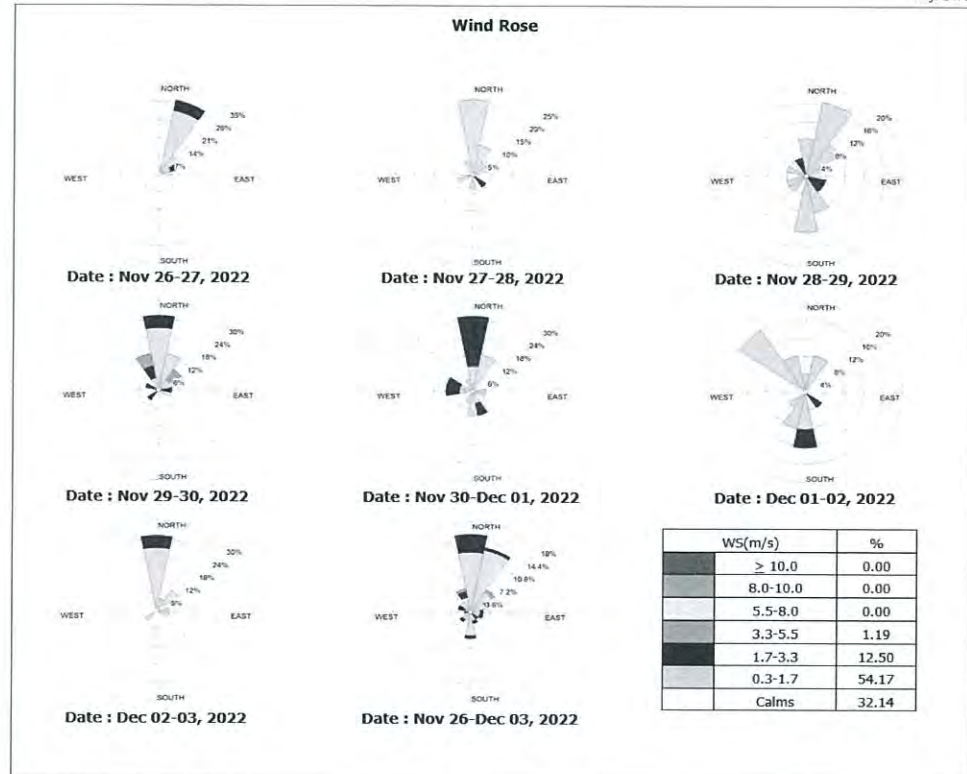 Wind Rose
NORTH
35%
28%
21%
14%
7%
WEST
EAST
SOUTH
Date : Nov 26-27, 2022
NORTH
25%
20%
15%
10%
5%
WEST
EAST
SOUTH
Date : Nov 27-28, 2022
NORTH
20%
16%
12%
8%
4%
WEST
EAST
SOUTH
Date : Nov 28-29, 2022
NORTH
30%
24%
18%
12%
6%
WEST
EAST
SOUTH
Date : Nov 29-30, 2022
NORTH
30%
24%
18%
12%
6%
WEST
EAST
SOUTH
Date : Nov 30-Dec 01, 2022
NORTH
20%
16%
12%
8%
4%
WEST
EAST
SOUTH
Date : Dec 01-02, 2022
NORTH
30%
24%
18%
12%
6%
WEST
EAST
SOUTH
Date : Dec 02-03, 2022
NORTH
18%
14.4%
10.8%
7.2%
3.6%
WEST
EAST
SOUTH
Date : Nov 26-Dec 03, 2022
WS(m/s) %
≥ 10.0 0.00
8.0-10.0 0.00
5.5-8.0 0.00
3.3-5.5 1.19
1.7-3.3 12.50
0.3-1.7 54.17
Calms 32.14